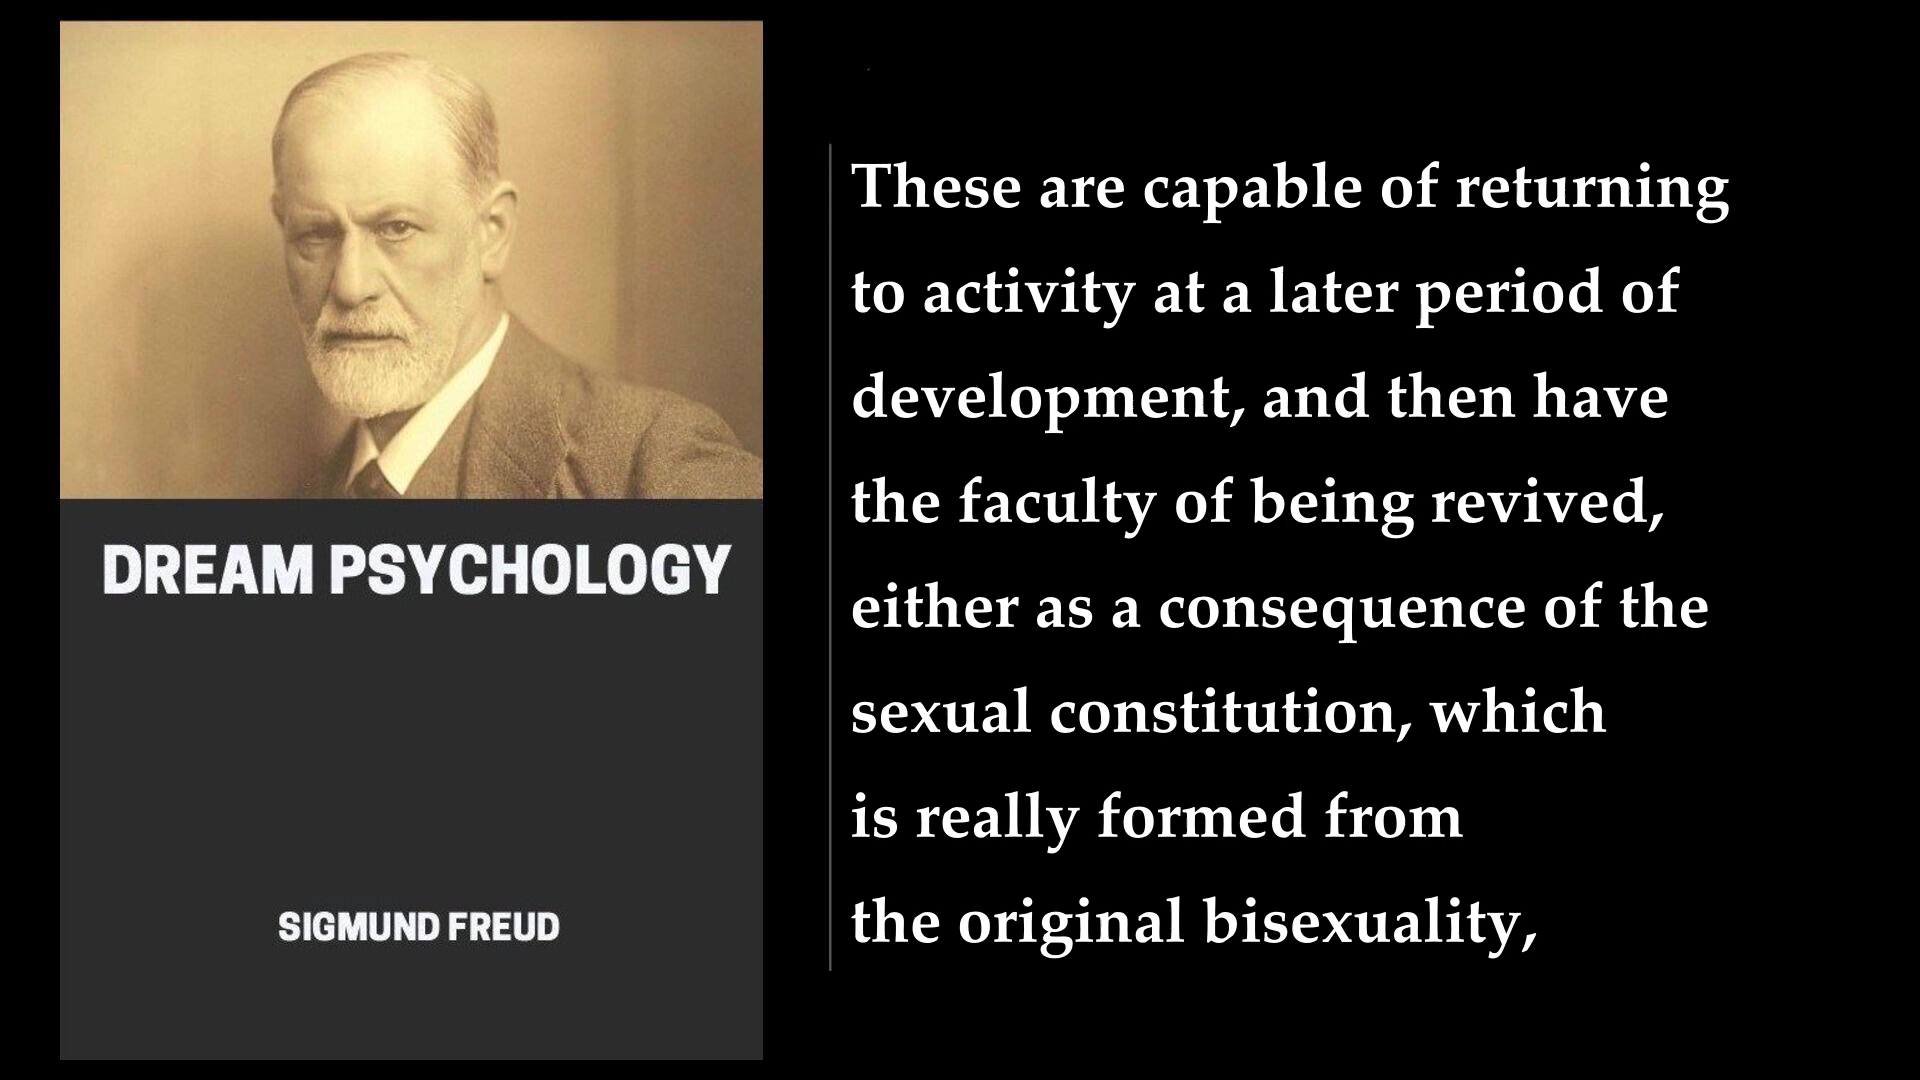 DREAM PSYCHOLOGY
SIGMUND FREUD
These are capable of returning
to activity at a later period of
development, and then have
the faculty of being revived,
either as a consequence of the
sexual constitution, which
is really formed from
the original bisexuality,